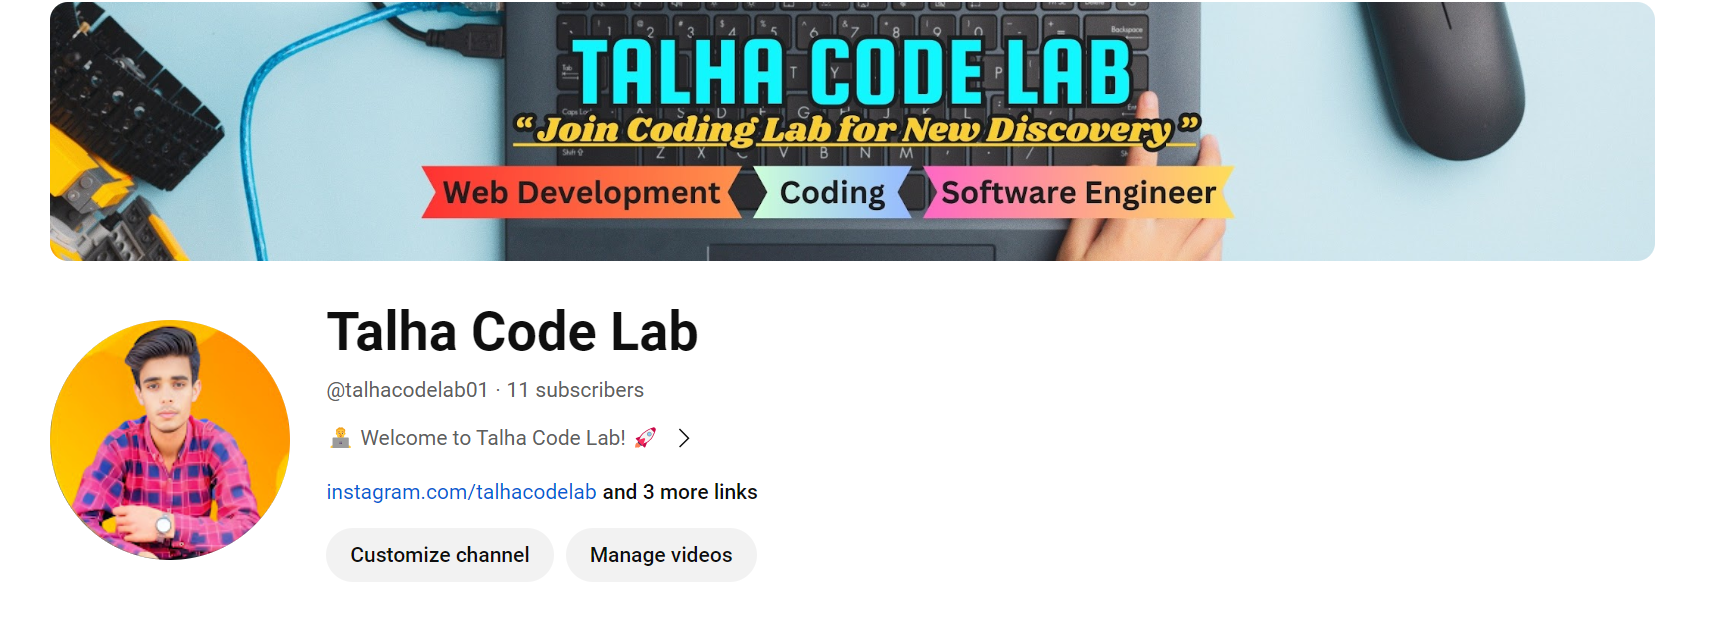 TALHA CODE LAB
“Join Coding Lab for New Discovery”
Web Development Coding Software Engineer
Talha Code Lab
@talhacodelab01 · 11 subscribers
👨‍💻 Welcome to Talha Code Lab! 🚀 >
instagram.com/talhacodelab and 3 more links
Customize channel Manage videos